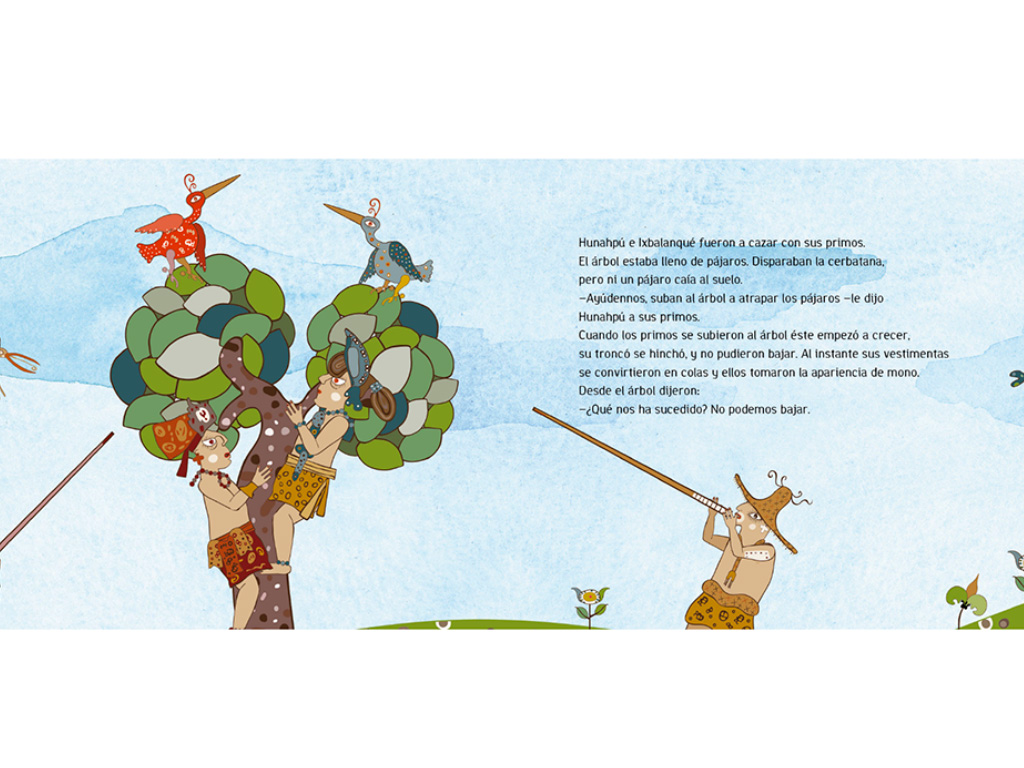 Hunahpú e Ixbalanqué fueron a cazar con sus primos.
El árbol estaba lleno de pájaros. Disparaban la cerbatana,
pero ni un pájaro caía al suelo.
—Ayúdennos, suban al árbol a atrapar los pájaros —le dijo
Hunahpú a sus primos.
Cuando los primos se subieron al árbol éste empezó a crecer,
su troncó se hinchó, y no pudieron bajar. Al instante sus vestimentas
se convirtieron en colas y ellos tomaron la apariencia de mono.
Desde el árbol dijeron:
—¿Qué nos ha sucedido? No podemos bajar.